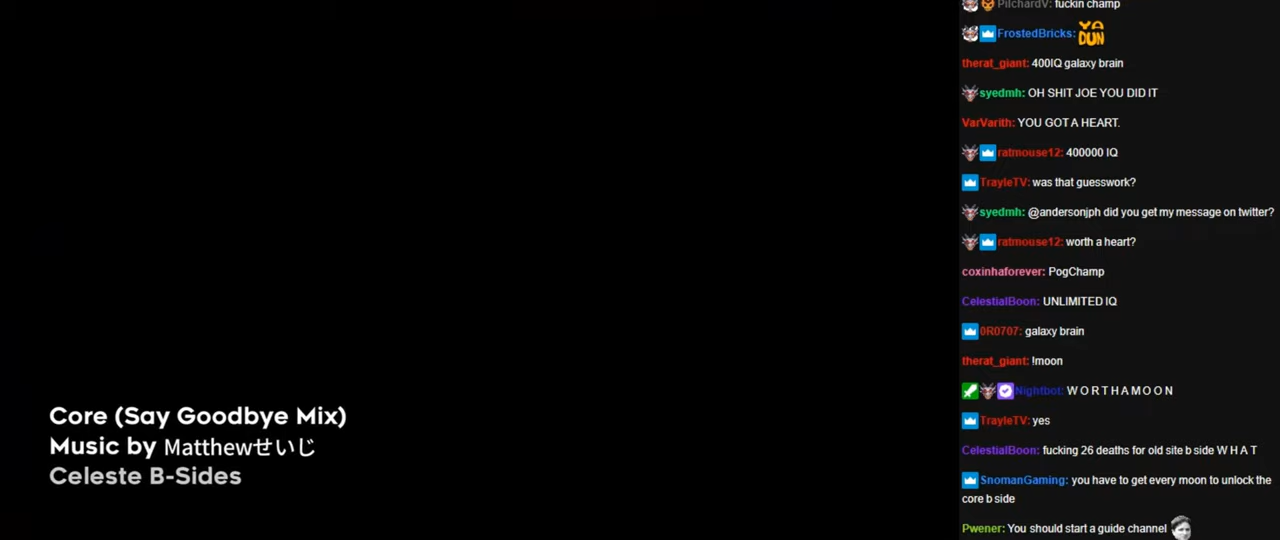 PilchardV: fuckin champ
FrostedBricks: YA DUN
therat_giant: 400IQ galaxy brain
syedmh: OH SHIT JOE YOU DID IT
VarVarith: YOU GOT A HEART.
ratmouse12: 400000 IQ
TrayleTV: was that guesswork?
syedmh: @andersonjph did you get my message on twitter?
ratmouse12: worth a heart?
coxinhaforever: PogChamp
CelestialBoon: UNLIMITED IQ
0R0707: galaxy brain
therat_giant: !moon
Nightbot: W O R T H A M O O N
TrayleTV: yes
CelestialBoon: fucking 26 deaths for old site b side W H A T
SnomanGaming: you have to get every moon to unlock the
core b side
Pwener: You should start a guide channel
Core (Say Goodbye Mix)
Music by Matthewせいじ
Celeste B-Sides